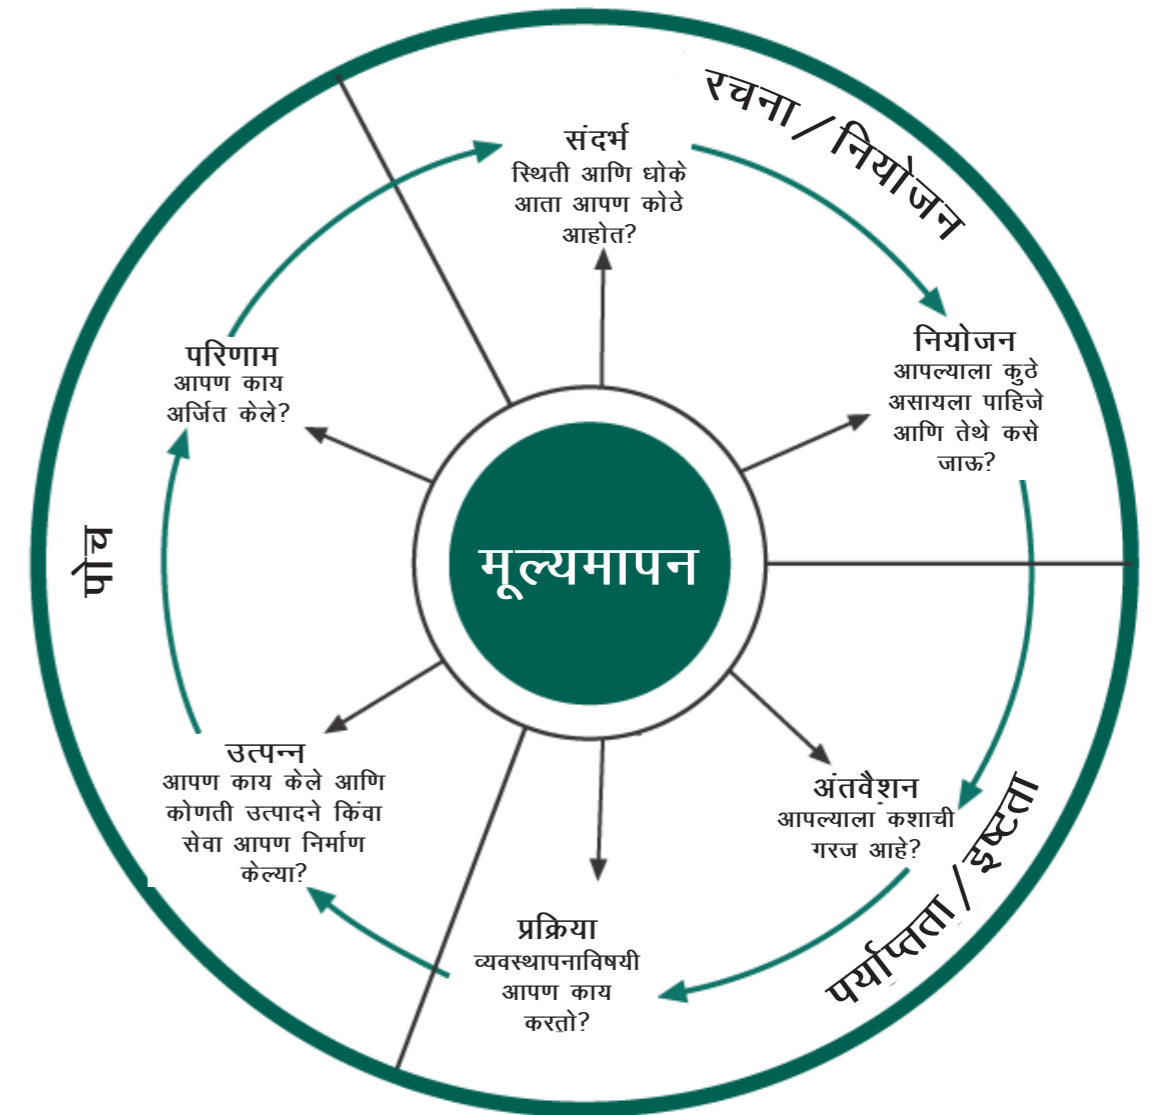 रचना / नियोजन
संदर्भ
स्थिती आणि धोके
आता आपण कोठे
आहोत?
नियोजन
आपल्याला कुठे
असायला पाहिजे
आणि तेथे कसे
जाऊ?
परिणाम
आपण काय
अर्जित केले?
पोच
मूल्यमापन
उत्पन्न
आपण काय केले आणि
कोणती उत्पादने किंवा
सेवा आपण निर्माण
केल्या?
अंतवैशन
आपल्याला कशाची
गरज आहे?
पर्याप्तता / इष्टता
प्रक्रिया
व्यवस्थापनाविषयी
आपण काय
करतो?